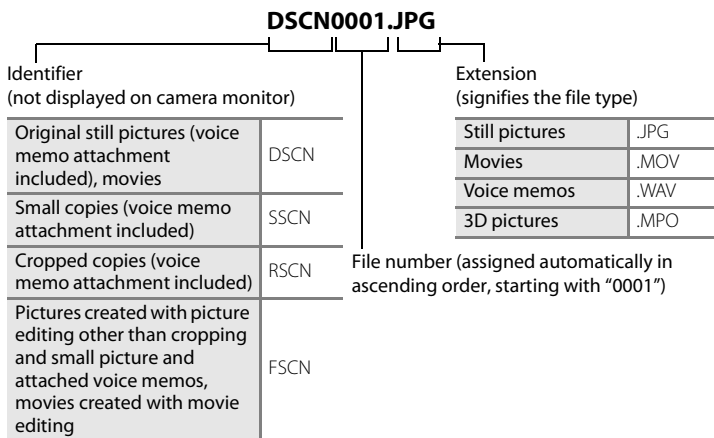 DSCN0001.JPG
Identifier
(not displayed on camera monitor)
Original still pictures (voice
memo attachment
included), movies
DSCN
Small copies (voice memo
attachment included)
SSCN
Cropped copies (voice
memo attachment included)
RSCN
Pictures created with picture
editing other than cropping
and small picture and
attached voice memos,
movies created with movie
editing
FSCN
Extension
(signifies the file type)
Still pictures .JPG
Movies .MOV
Voice memos .WAV
3D pictures .MPO
File number (assigned automatically in
ascending order, starting with “0001”)